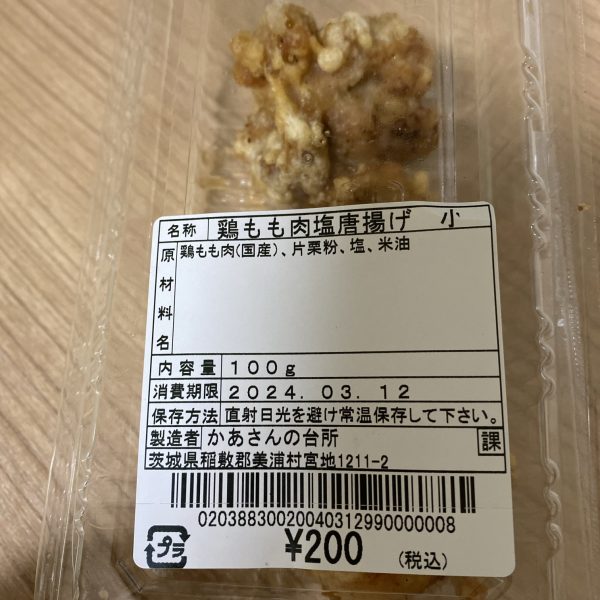 名称 鶏もも肉塩唐揚げ 小
原材料名 鶏もも肉(国産)、片栗粉、塩、米油
内容量 100g
消費期限 2024.03.12
保存方法 直射日光を避け常温保存して下さい。
製造者 かあさんの台所 課
茨城県稲敷郡美浦村宮地1211-2
020388300200403129900000008
プラ ¥200 (税込)